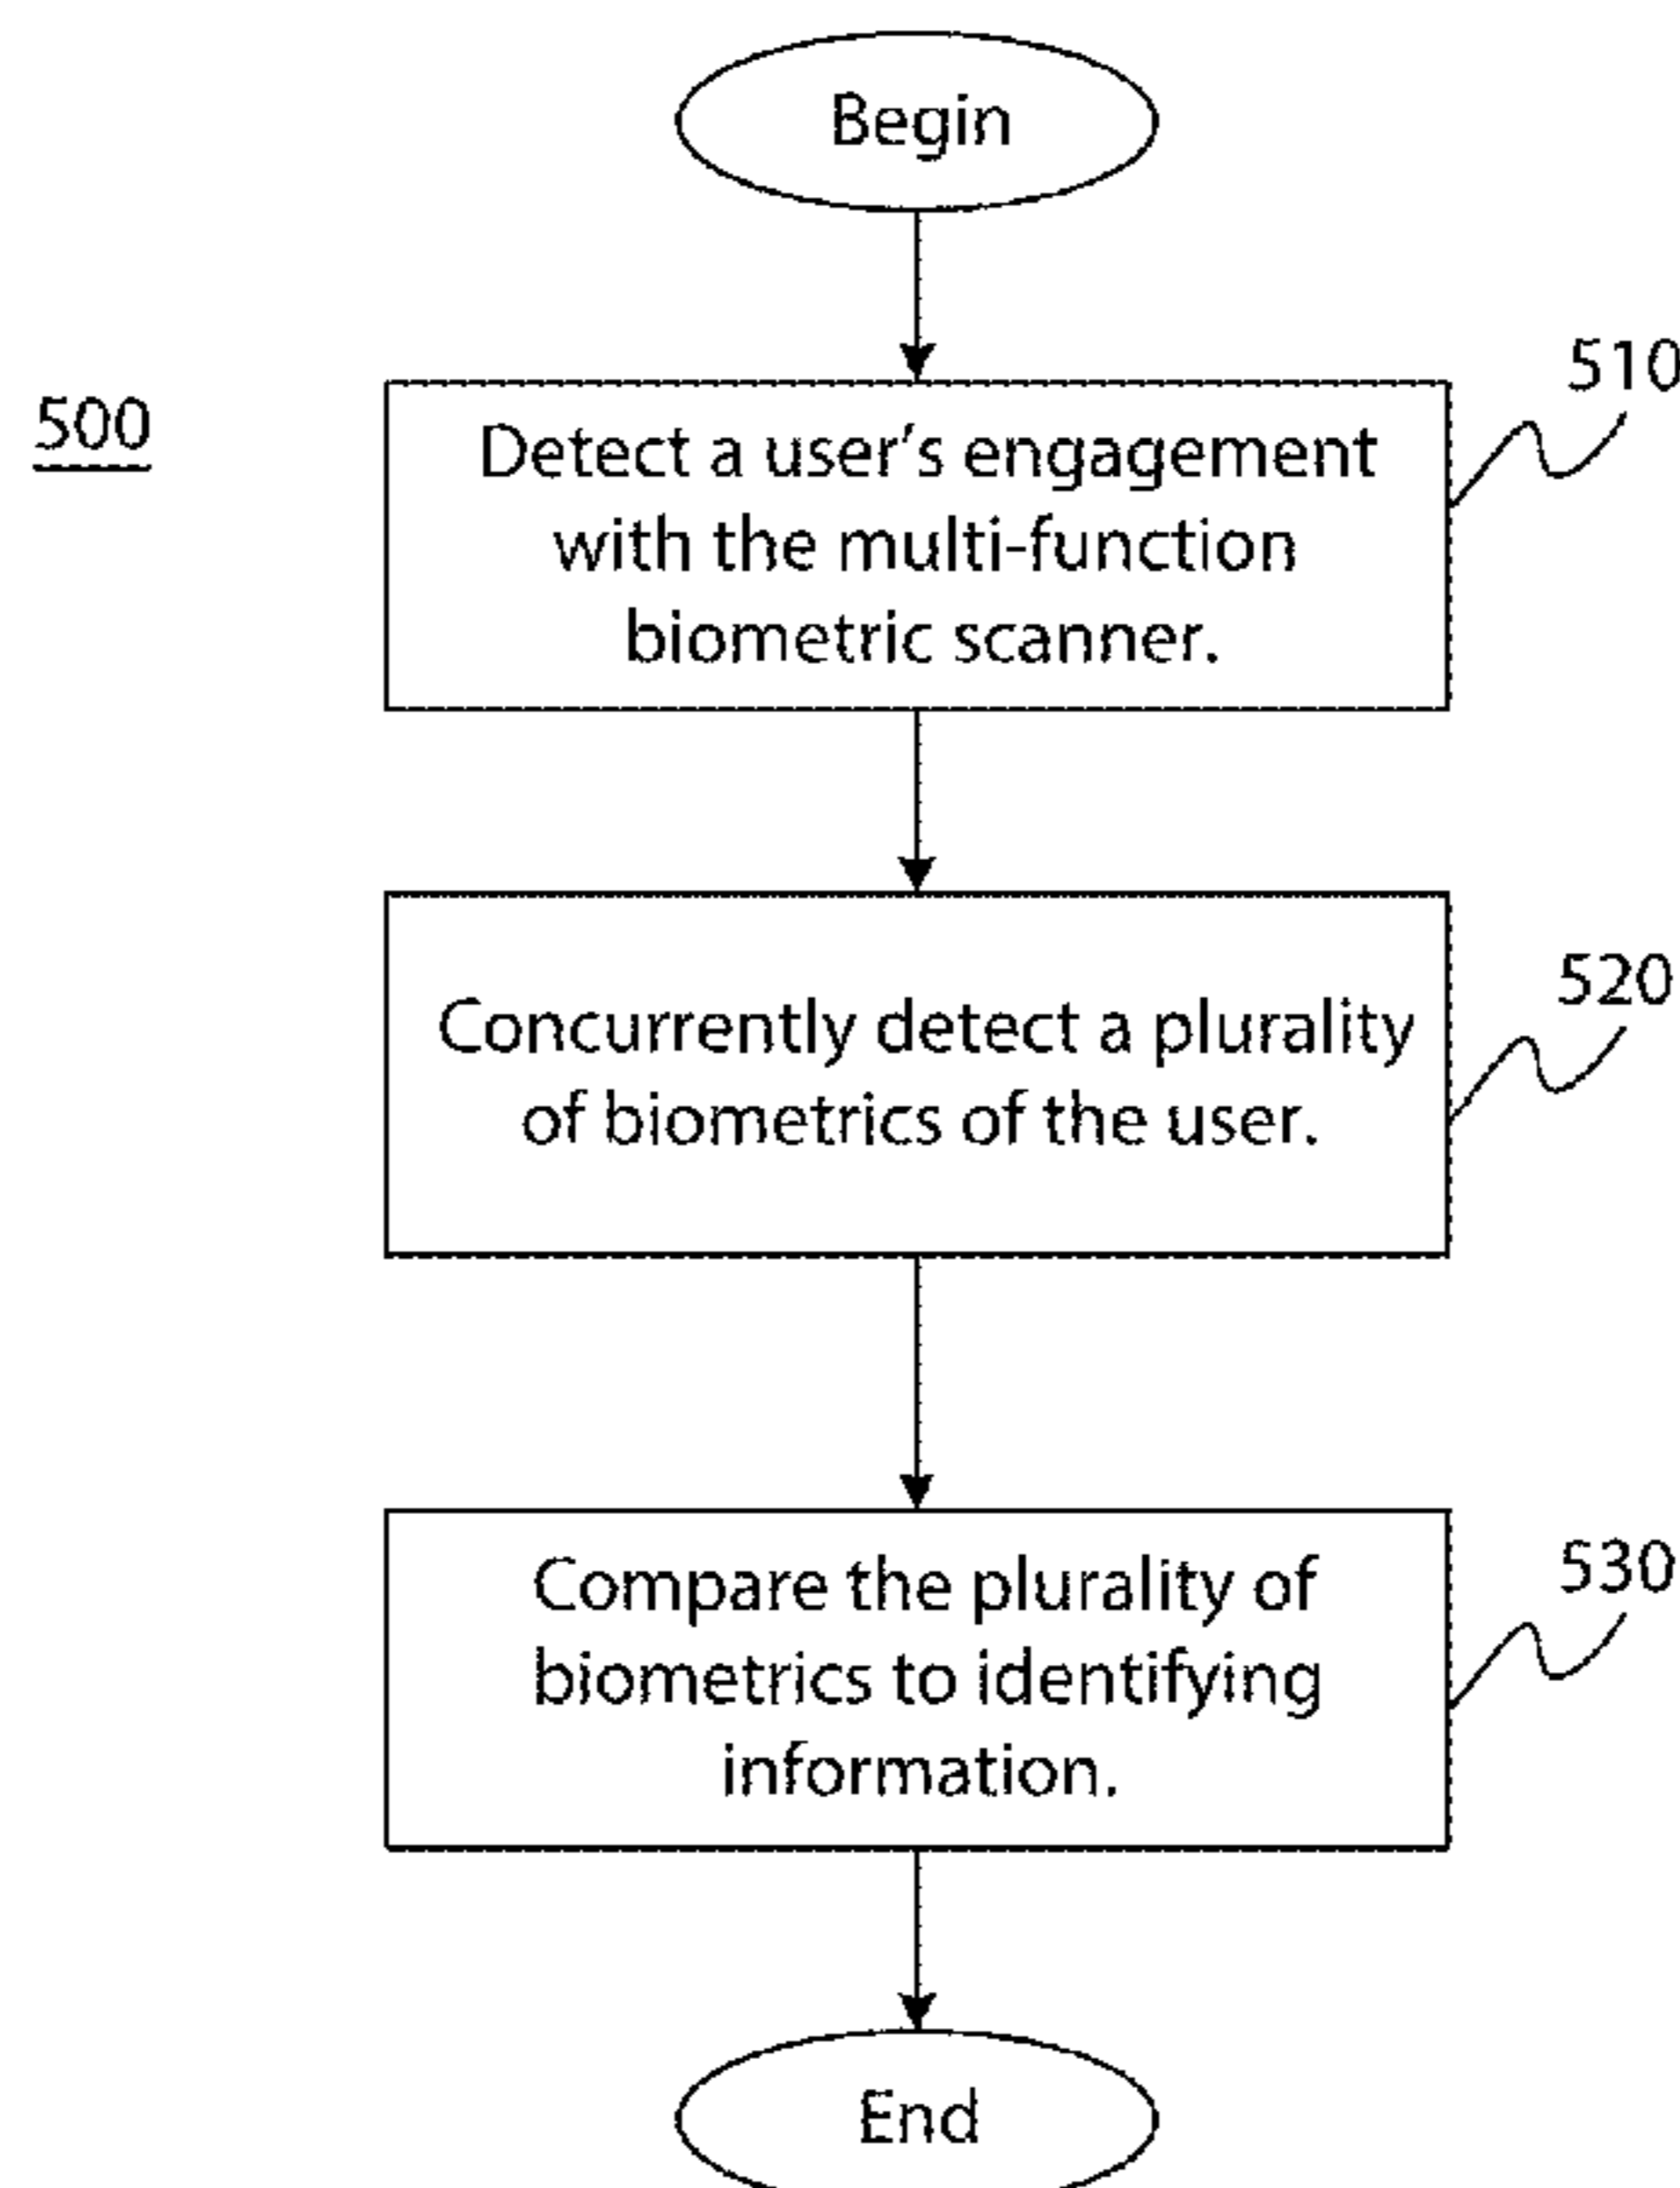 Begin
510
500
Detect a user's engagement
with the multi-function
biometric scanner.
520
Concurrently detect a plurality
of biometrics of the user.
530
Compare the plurality of
biometrics to identifying
information.
End